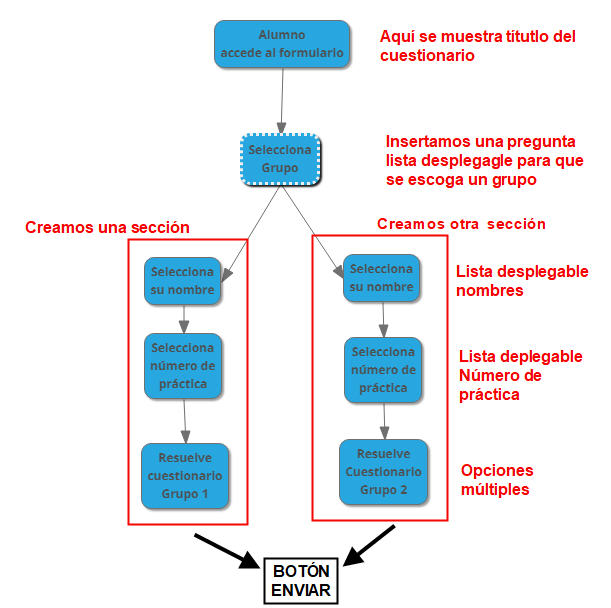 Alumno
accede al formulario
Aquí se muestra títutlo del
cuestionario
Selecciona
Grupo
Insertamos una pregunta
lista desplegagle para que
se escoga un grupo
Creamos una sección
Creamos otra sección
Selecciona
su nombre
Selecciona
su nombre
Lista desplegable
nombres
Selecciona
número de
práctica
Selecciona
número de
práctica
Lista deplegable
Número de
práctica
Resuelve
cuestionario
Grupo 1
Resuelve
Cuestionario
Grupo 2
Opciones
múltiples
BOTÓN
ENVIAR